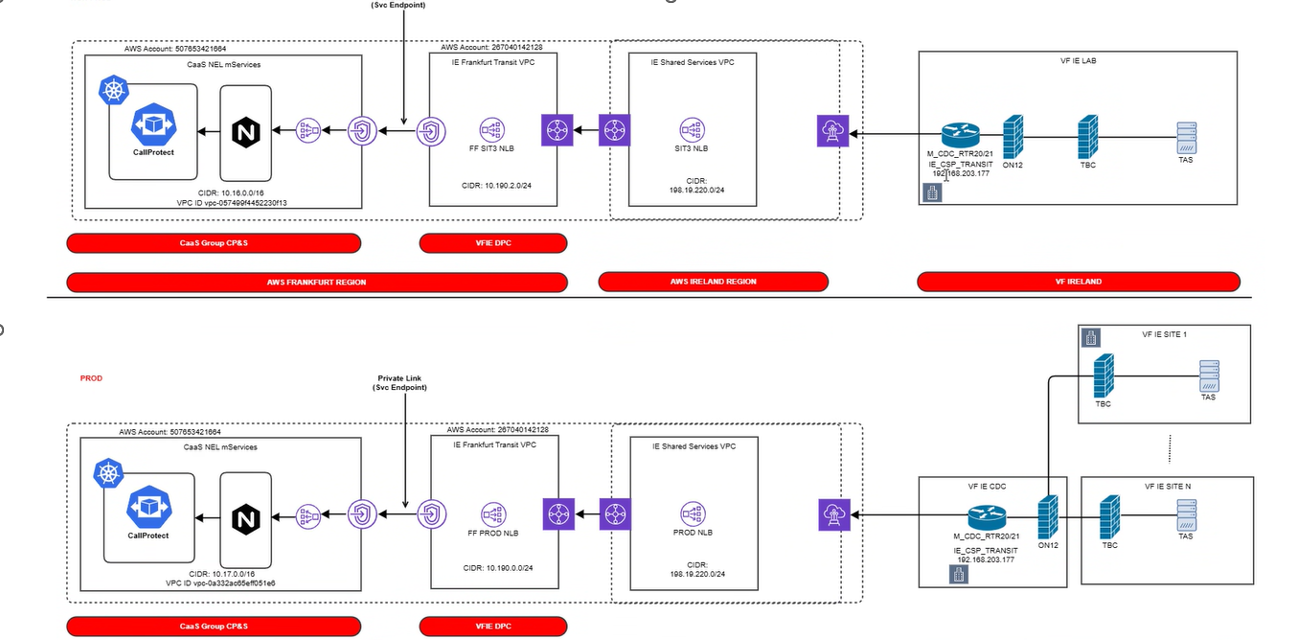 (Svc Endpoint)
AWS Account: 507653421664
AWS Account: 267040142128
CaaS NEL mServices
IE Frankfurt Transit VPC
IE Shared Services VPC
VF IE LAB
N
CallProtect
FF SIT3 NLB
SIT3 NLB
M_CDC_RTR20/21
IE_CSP_TRANSIT
192.168.203.177
ON12
TBC
TAS
CIDR: 10.16.0.0/16
VPC ID vpc-057499f4452230f13
CIDR: 10.190.2.0/24
CIDR:
198.19.220.0/24
CaaS Group CP&S
VFIE DPC
AWS FRANKFURT REGION
AWS IRELAND REGION
VF IRELAND
VF IE SITE 1
TBC
TAS
PROD
Private Link
(Svc Endpoint)
AWS Account: 507653421664
AWS Account: 267040142128
CaaS NEL mServices
IE Frankfurt Transit VPC
IE Shared Services VPC
N
CallProtect
FF PROD NLB
PROD NLB
CIDR: 10.17.0.0/16
VPC ID vpc-0a332ac65eff051e6
CIDR: 10.190.0.0/24
CIDR:
198.19.220.0/24
VF IE CDC
M_CDC_RTR20/21
IE_CSP_TRANSIT
192.168.203.177
ON12
VF IE SITE N
TBC
TAS
CaaS Group CP&S
VFIE DPC